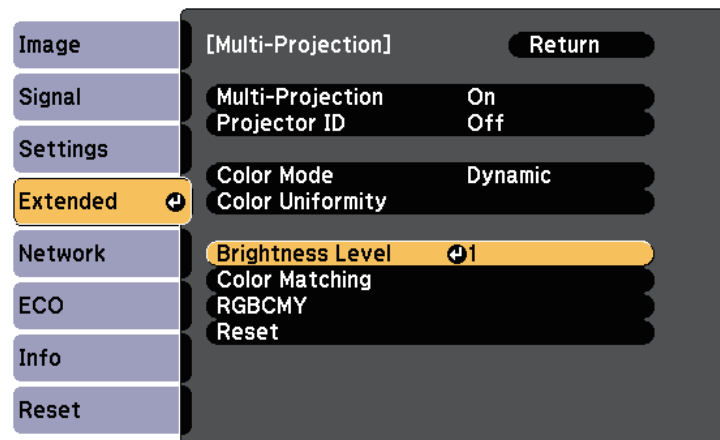 Image
Signal
Settings
Extended
Network
ECO
Info
Reset
[Multi-Projection] Return
Multi-Projection On
Projector ID Off
Color Mode Dynamic
Color Uniformity
Brightness Level 1
Color Matching
RGBCMY
Reset